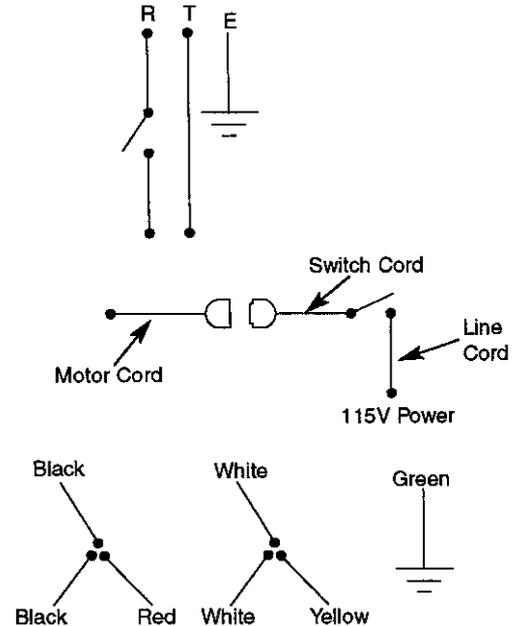 R T E
Switch Cord
Line
Cord
Motor Cord
115V Power
Black White Green
Black Red White Yellow